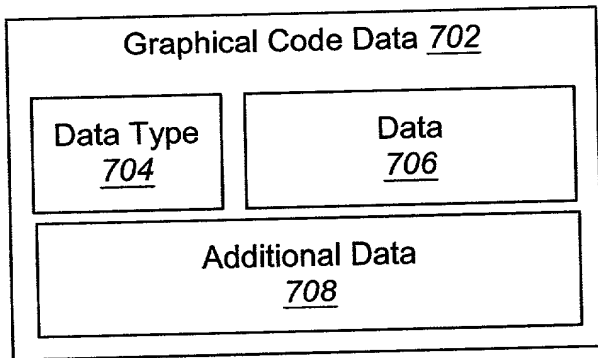 Graphical Code Data 702
Data Type
704
Data
706
Additional Data
708